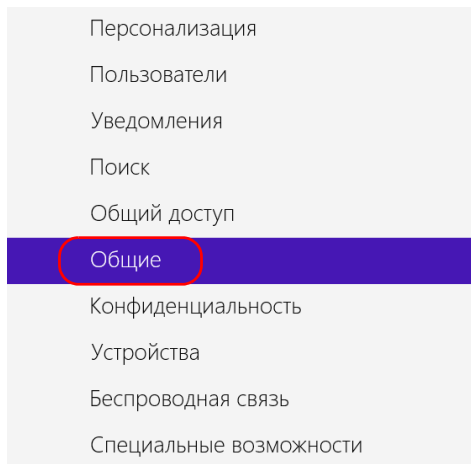 Персонализация
Пользователи
Уведомления
Поиск
Общий доступ
Общие
Конфиденциальность
Устройства
Беспроводная связь
Специальные возможности